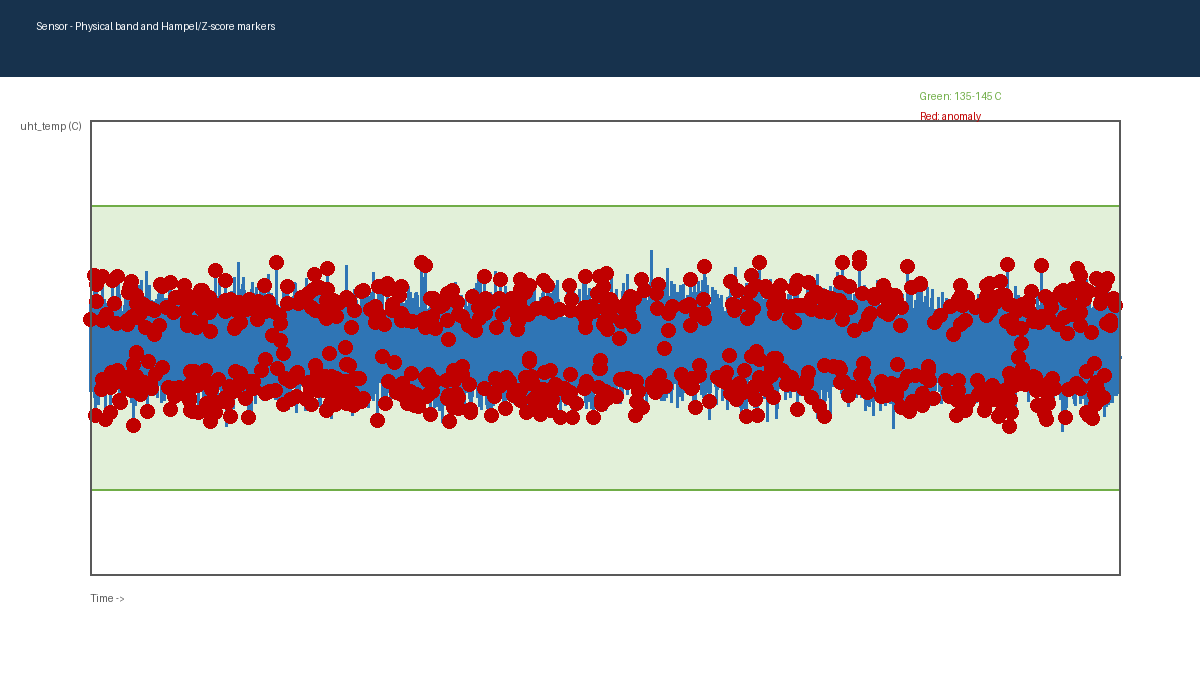 Sensor - Physical band and Hampel/Z-score markers
Green: 135-145 C
Red: anomaly
uht_temp (C)
Time ->